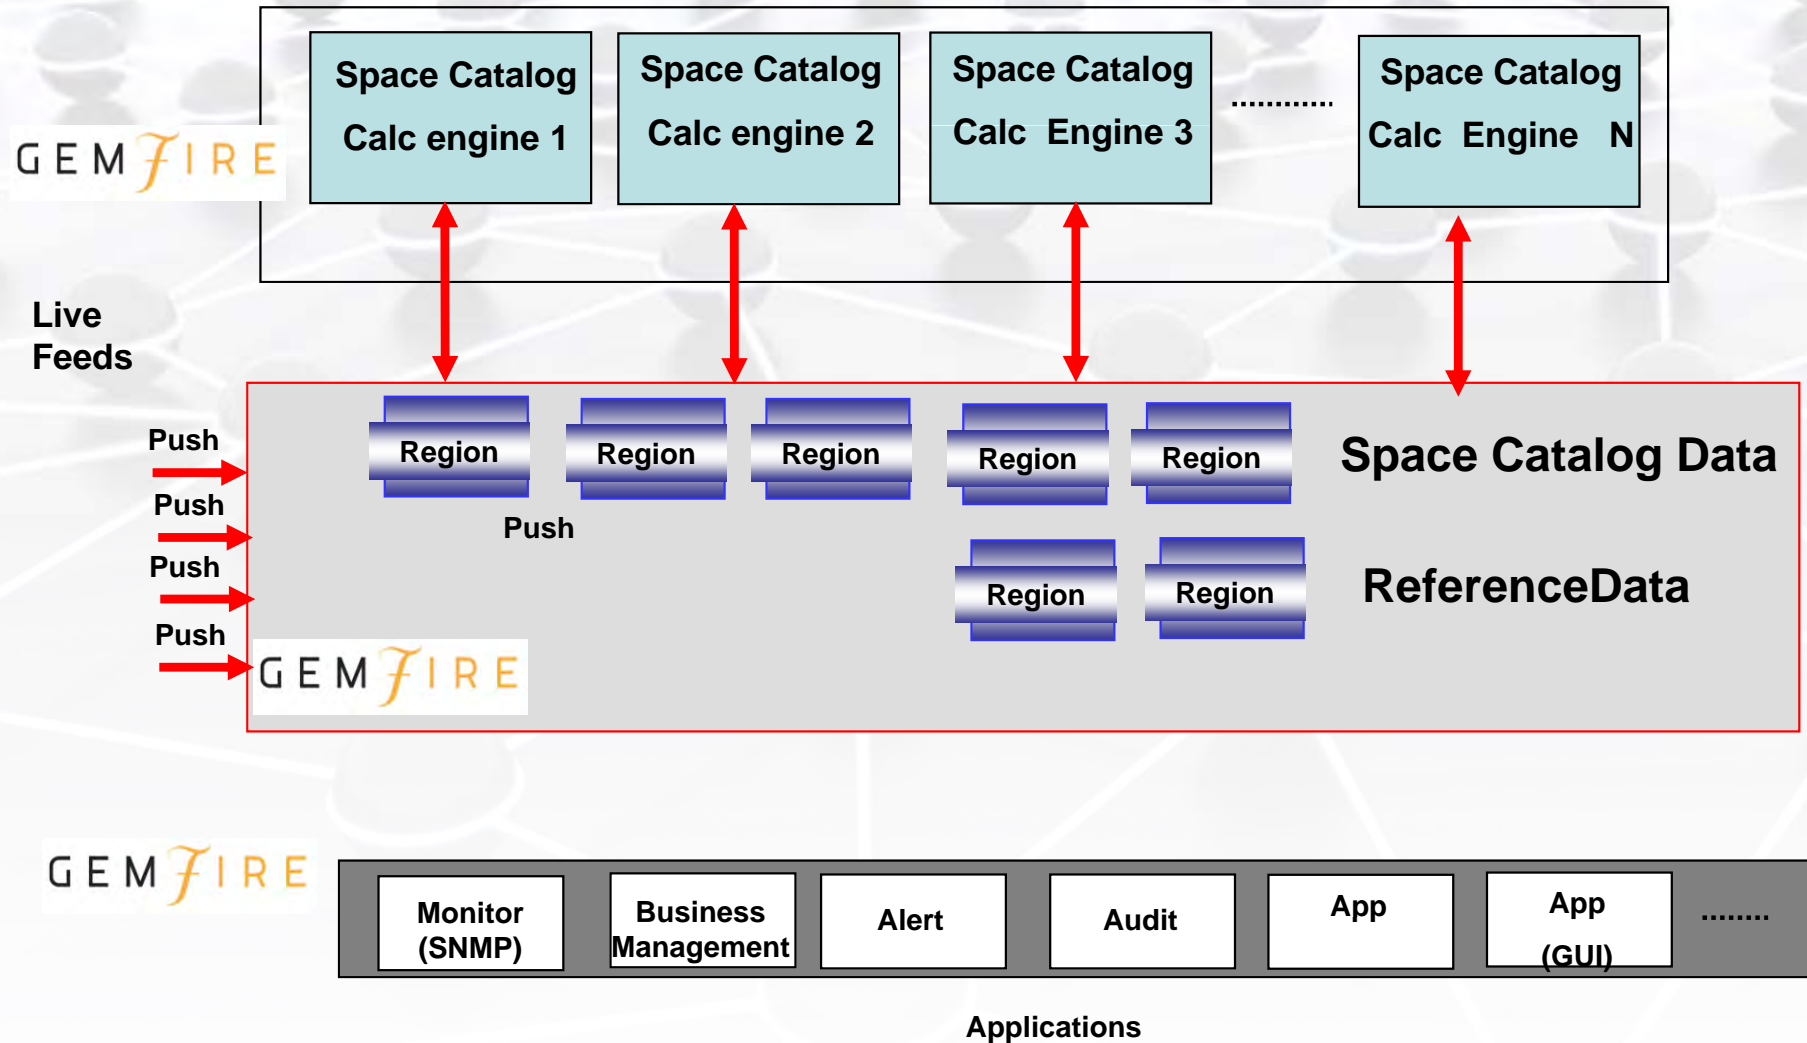 Space Catalog
Calc engine 1
Space Catalog
Calc engine 2
Space Catalog
Calc Engine 3
............
Space Catalog
Calc Engine N
GEMFIRE
Live
Feeds
Push
Push
Push
Push
Region
Region
Region
Region
Region
Space Catalog Data
Push
Region
Region
ReferenceData
GEMFIRE
GEMFIRE
Monitor
(SNMP)
Business
Management
Alert
Audit
App
App
(GUI)
........
Applications